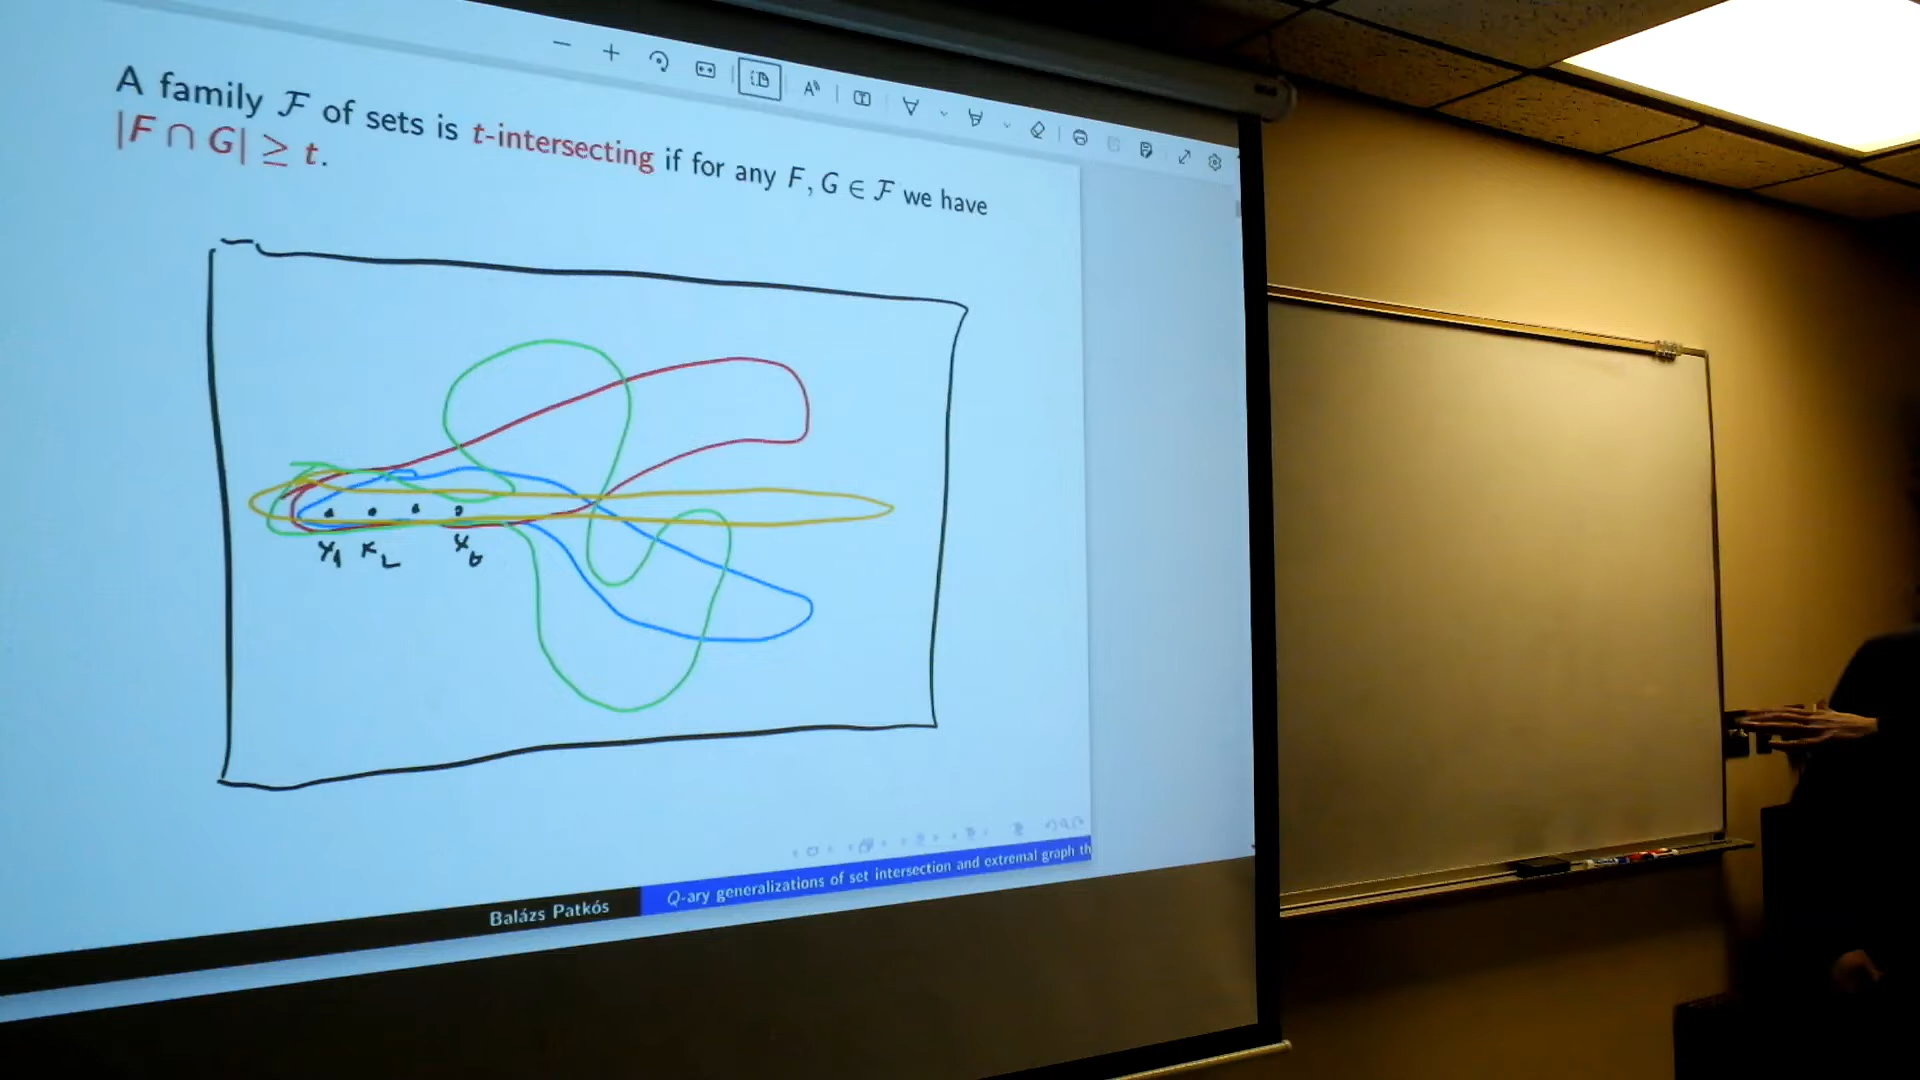 A family ℱ of sets is t-intersecting if for any F, G ∈ ℱ we have
|F ∩ G| ≥ t.
x₁ x₂ xₜ
Balázs Patkós
Q-ary generalizations of set intersection and extremal graph th